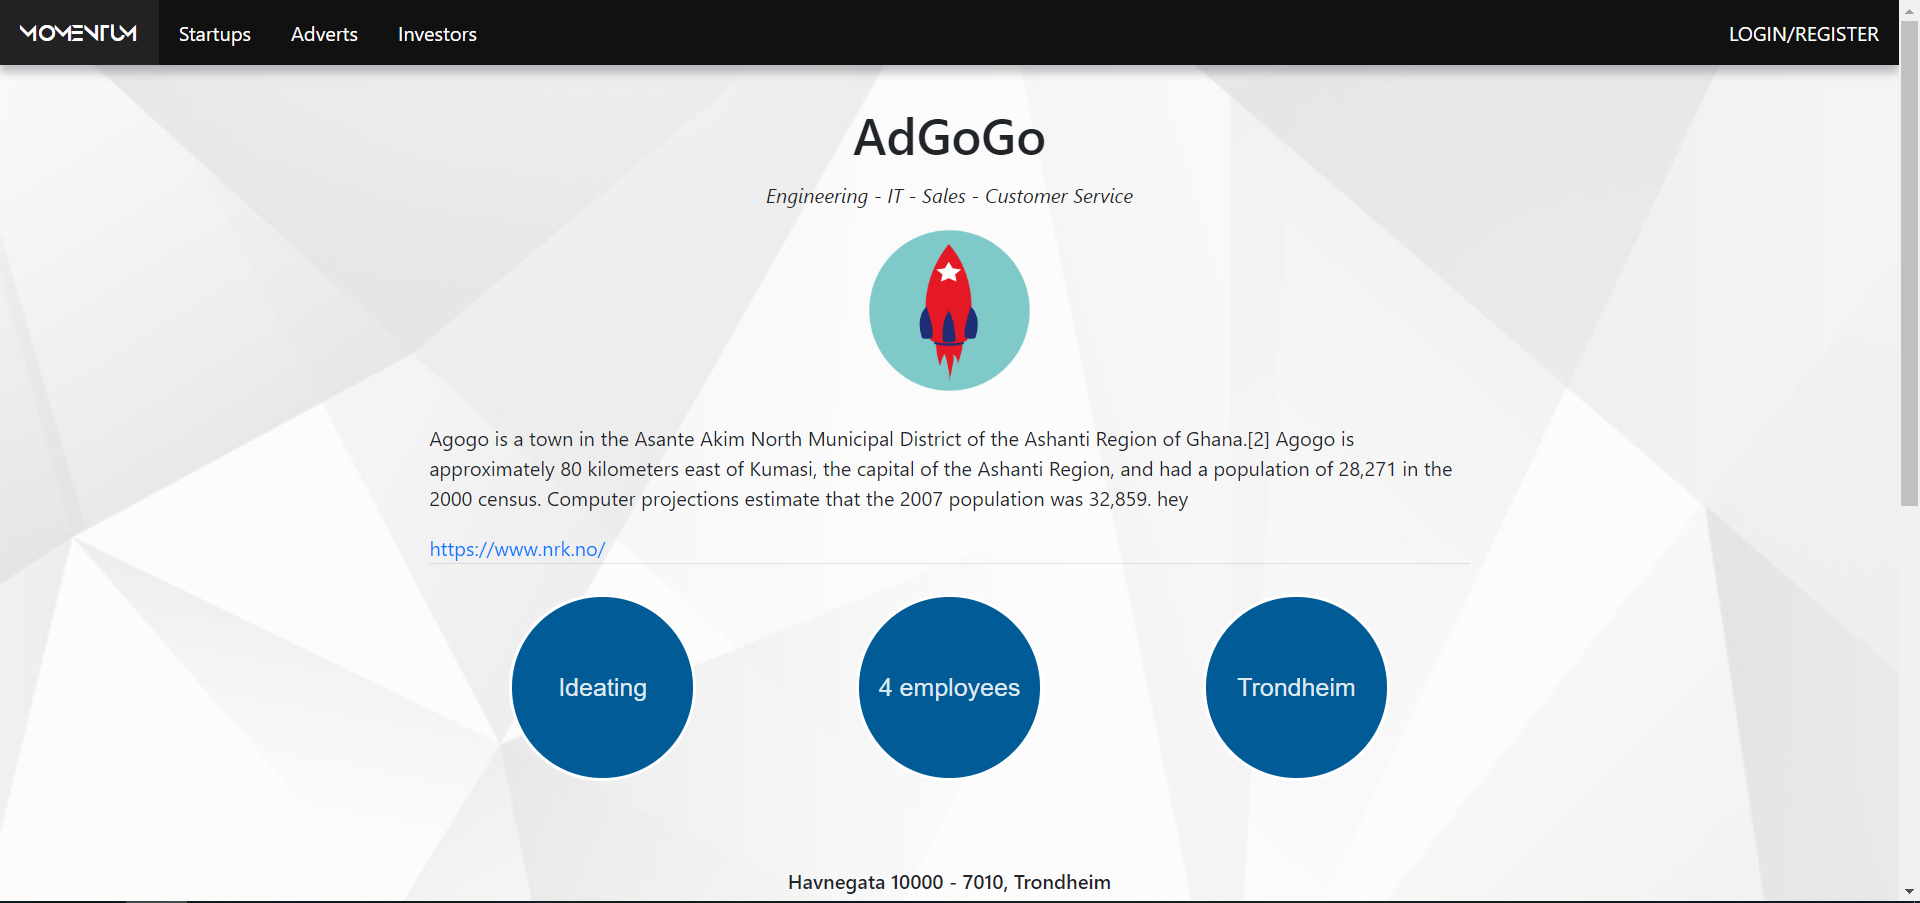 MOMENTUM Startups Adverts Investors LOGIN/REGISTER
AdGoGo
Engineering - IT - Sales - Customer Service
Agogo is a town in the Asante Akim North Municipal District of the Ashanti Region of Ghana.[2] Agogo is
approximately 80 kilometers east of Kumasi, the capital of the Ashanti Region, and had a population of 28,271 in the
2000 census. Computer projections estimate that the 2007 population was 32,859. hey
https://www.nrk.no/
Ideating 4 employees Trondheim
Havnegata 10000 - 7010, Trondheim